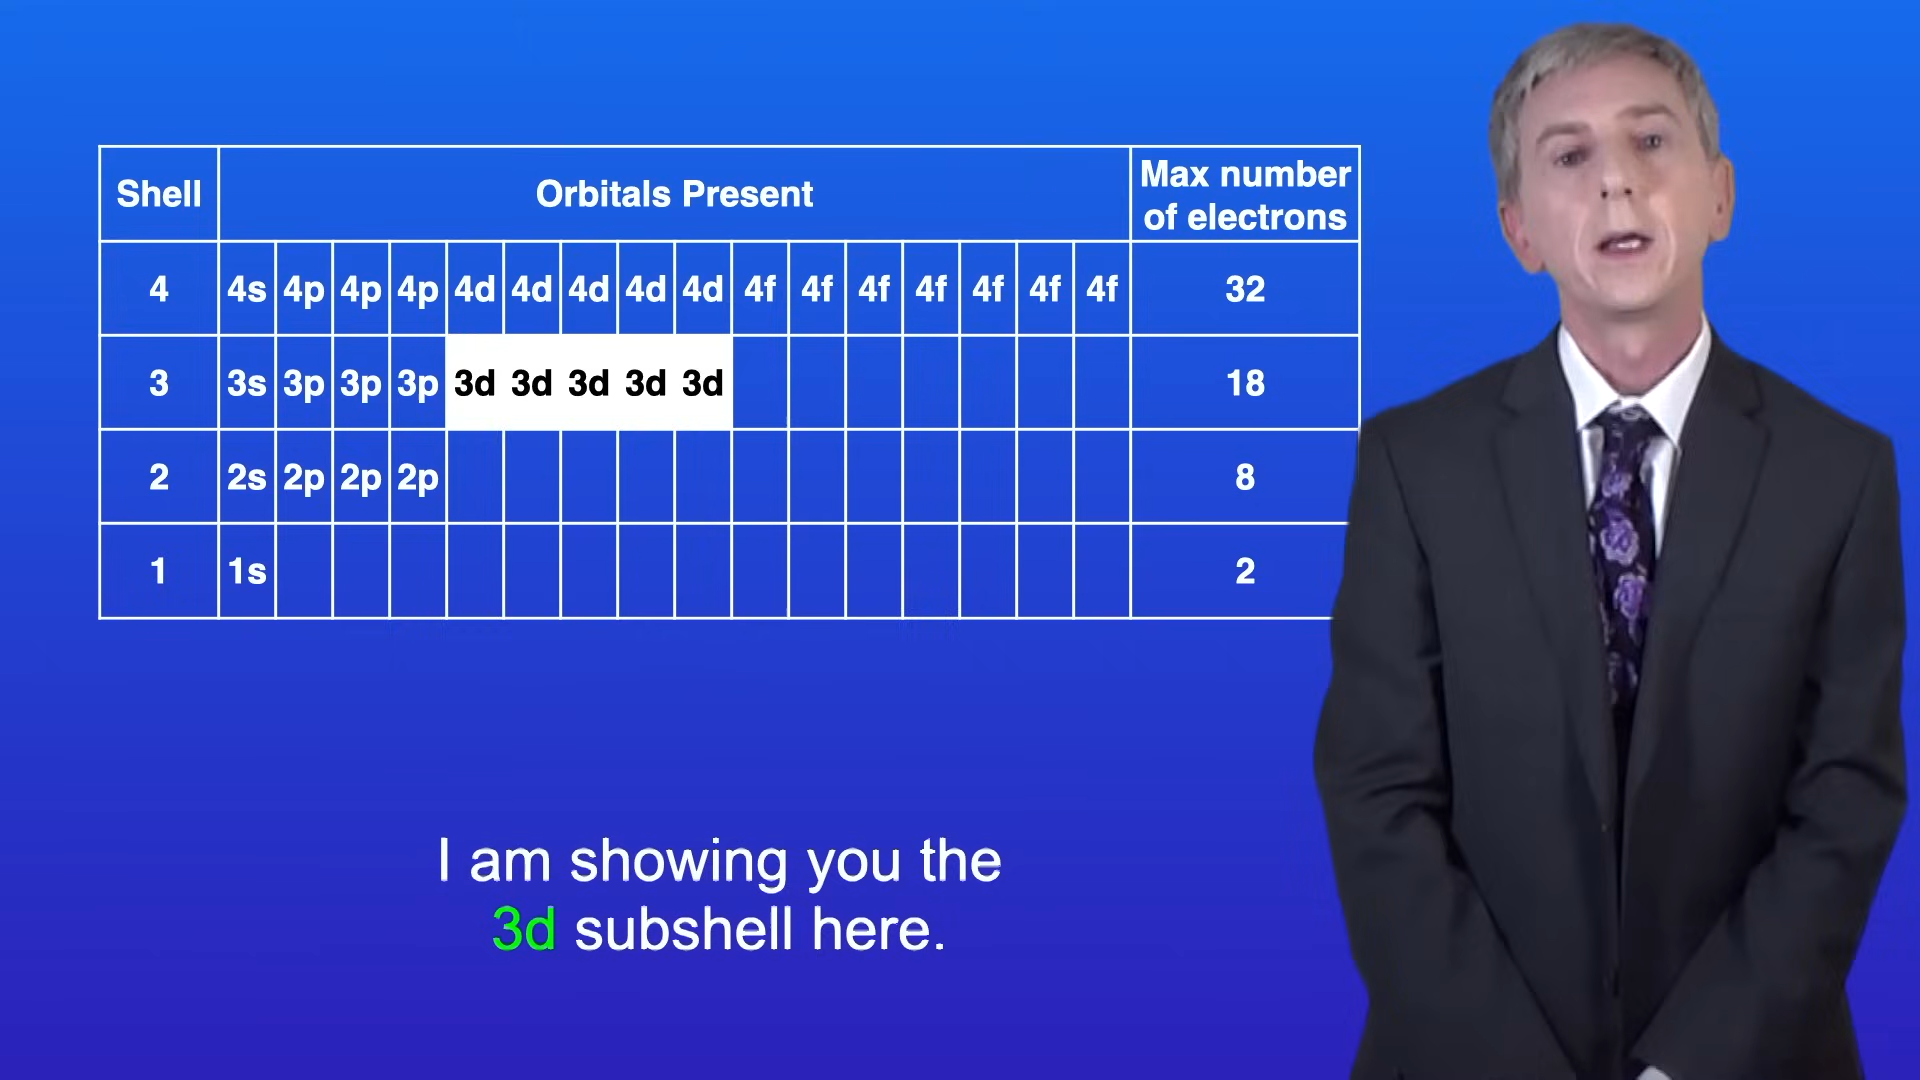 Shell Orbitals Present Max number
of electrons
4 4s 4p 4p 4p 4d 4d 4d 4d 4d 4f 4f 4f 4f 4f 4f 4f 32
3 3s 3p 3p 3p 3d 3d 3d 3d 3d 18
2 2s 2p 2p 2p 8
1 1s 2
I am showing you the
3d subshell here.